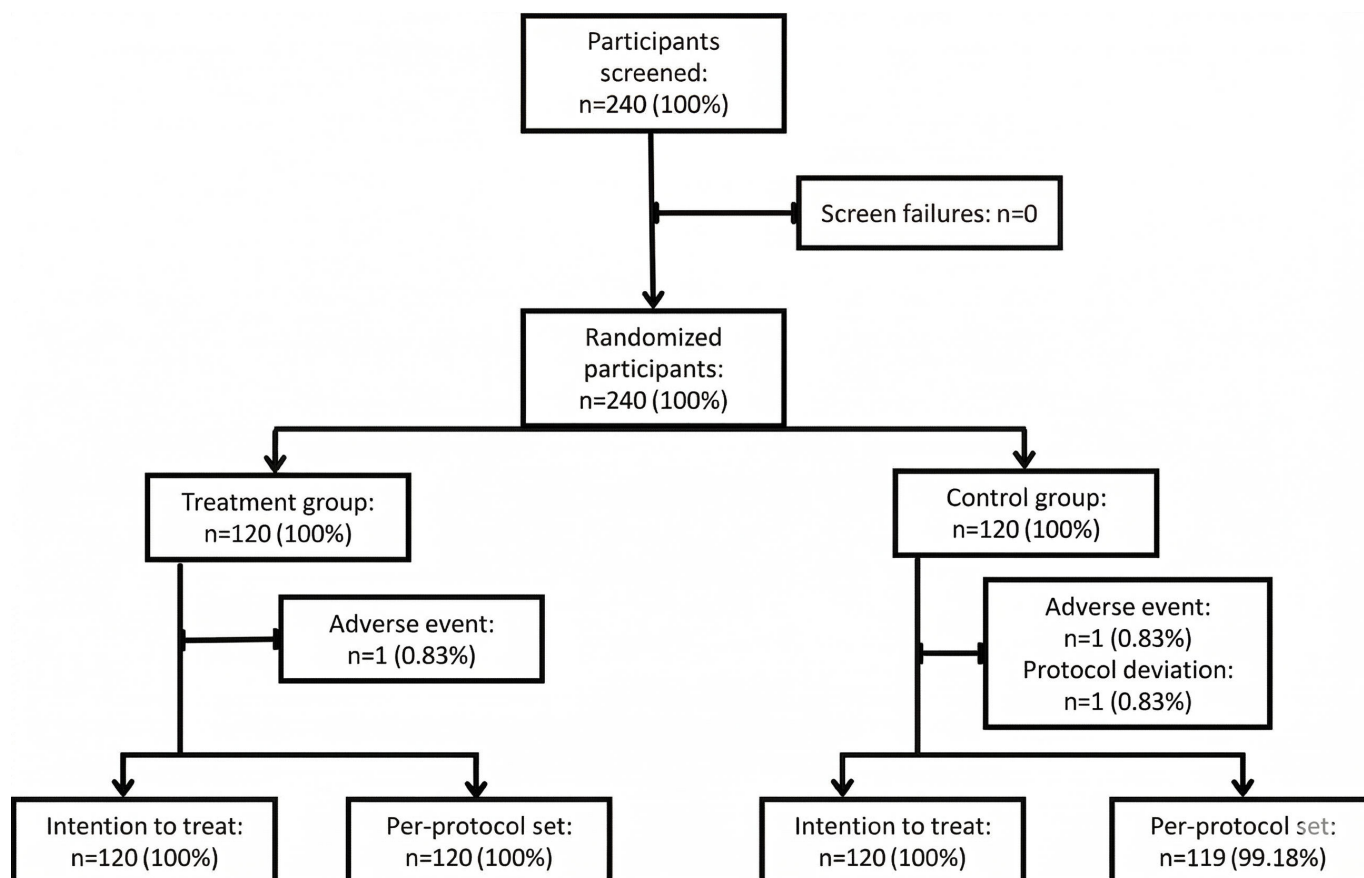 Participants
screened:
n=240 (100%)
Screen failures: n=0
Randomized
participants:
n=240 (100%)
Treatment group:
n=120 (100%)
Control group:
n=120 (100%)
Adverse event:
n=1 (0.83%)
Adverse event:
n=1 (0.83%)
Protocol deviation:
n=1 (0.83%)
Intention to treat:
n=120 (100%)
Per-protocol set:
n=120 (100%)
Intention to treat:
n=120 (100%)
Per-protocol set:
n=119 (99.18%)